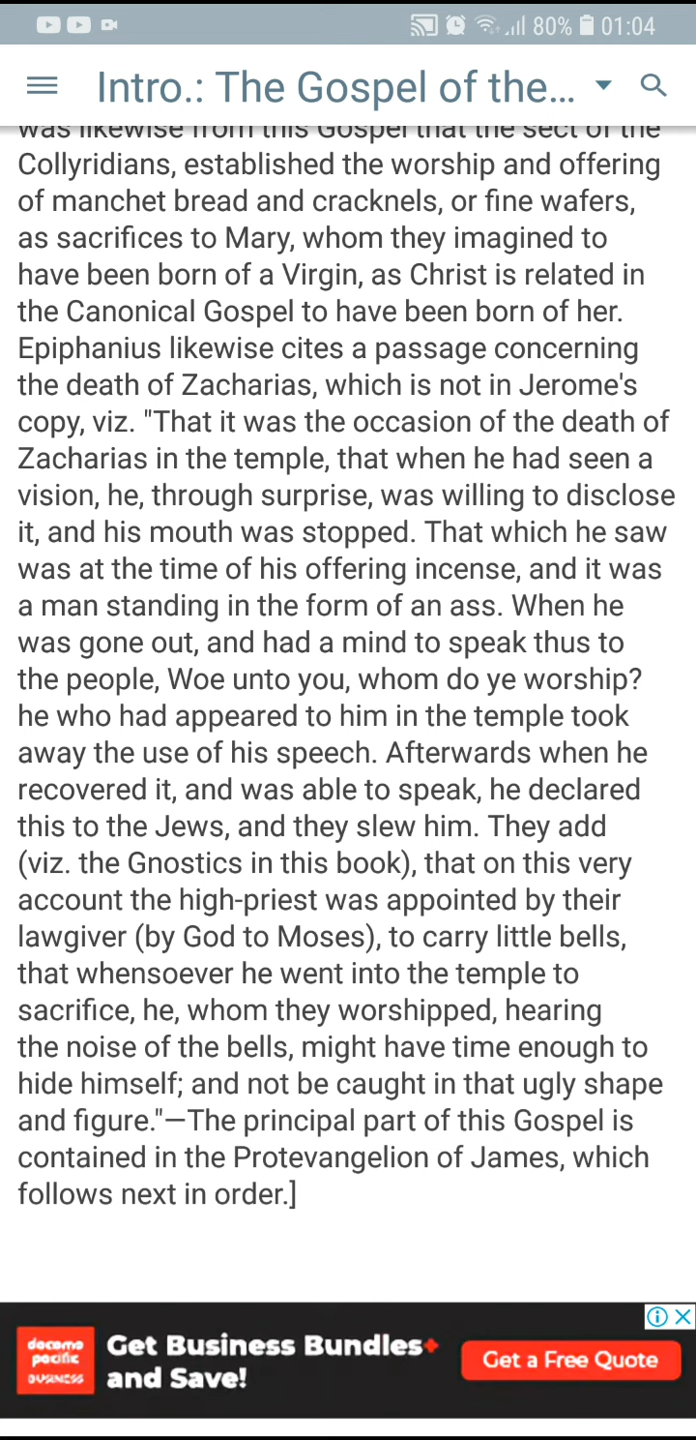 80% 01:04
Intro.: The Gospel of the...
was likewise from this Gospel that the sect of the
Collyridians, established the worship and offering
of manchet bread and cracknels, or fine wafers,
as sacrifices to Mary, whom they imagined to
have been born of a Virgin, as Christ is related in
the Canonical Gospel to have been born of her.
Epiphanius likewise cites a passage concerning
the death of Zacharias, which is not in Jerome's
copy, viz. "That it was the occasion of the death of
Zacharias in the temple, that when he had seen a
vision, he, through surprise, was willing to disclose
it, and his mouth was stopped. That which he saw
was at the time of his offering incense, and it was
a man standing in the form of an ass. When he
was gone out, and had a mind to speak thus to
the people, Woe unto you, whom do ye worship?
he who had appeared to him in the temple took
away the use of his speech. Afterwards when he
recovered it, and was able to speak, he declared
this to the Jews, and they slew him. They add
(viz. the Gnostics in this book), that on this very
account the high-priest was appointed by their
lawgiver (by God to Moses), to carry little bells,
that whensoever he went into the temple to
sacrifice, he, whom they worshipped, hearing
the noise of the bells, might have time enough to
hide himself; and not be caught in that ugly shape
and figure."—The principal part of this Gospel is
contained in the Protevangelion of James, which
follows next in order.]
docomo
pacific
BUSINESS
Get Business Bundles+
and Save!
Get a Free Quote